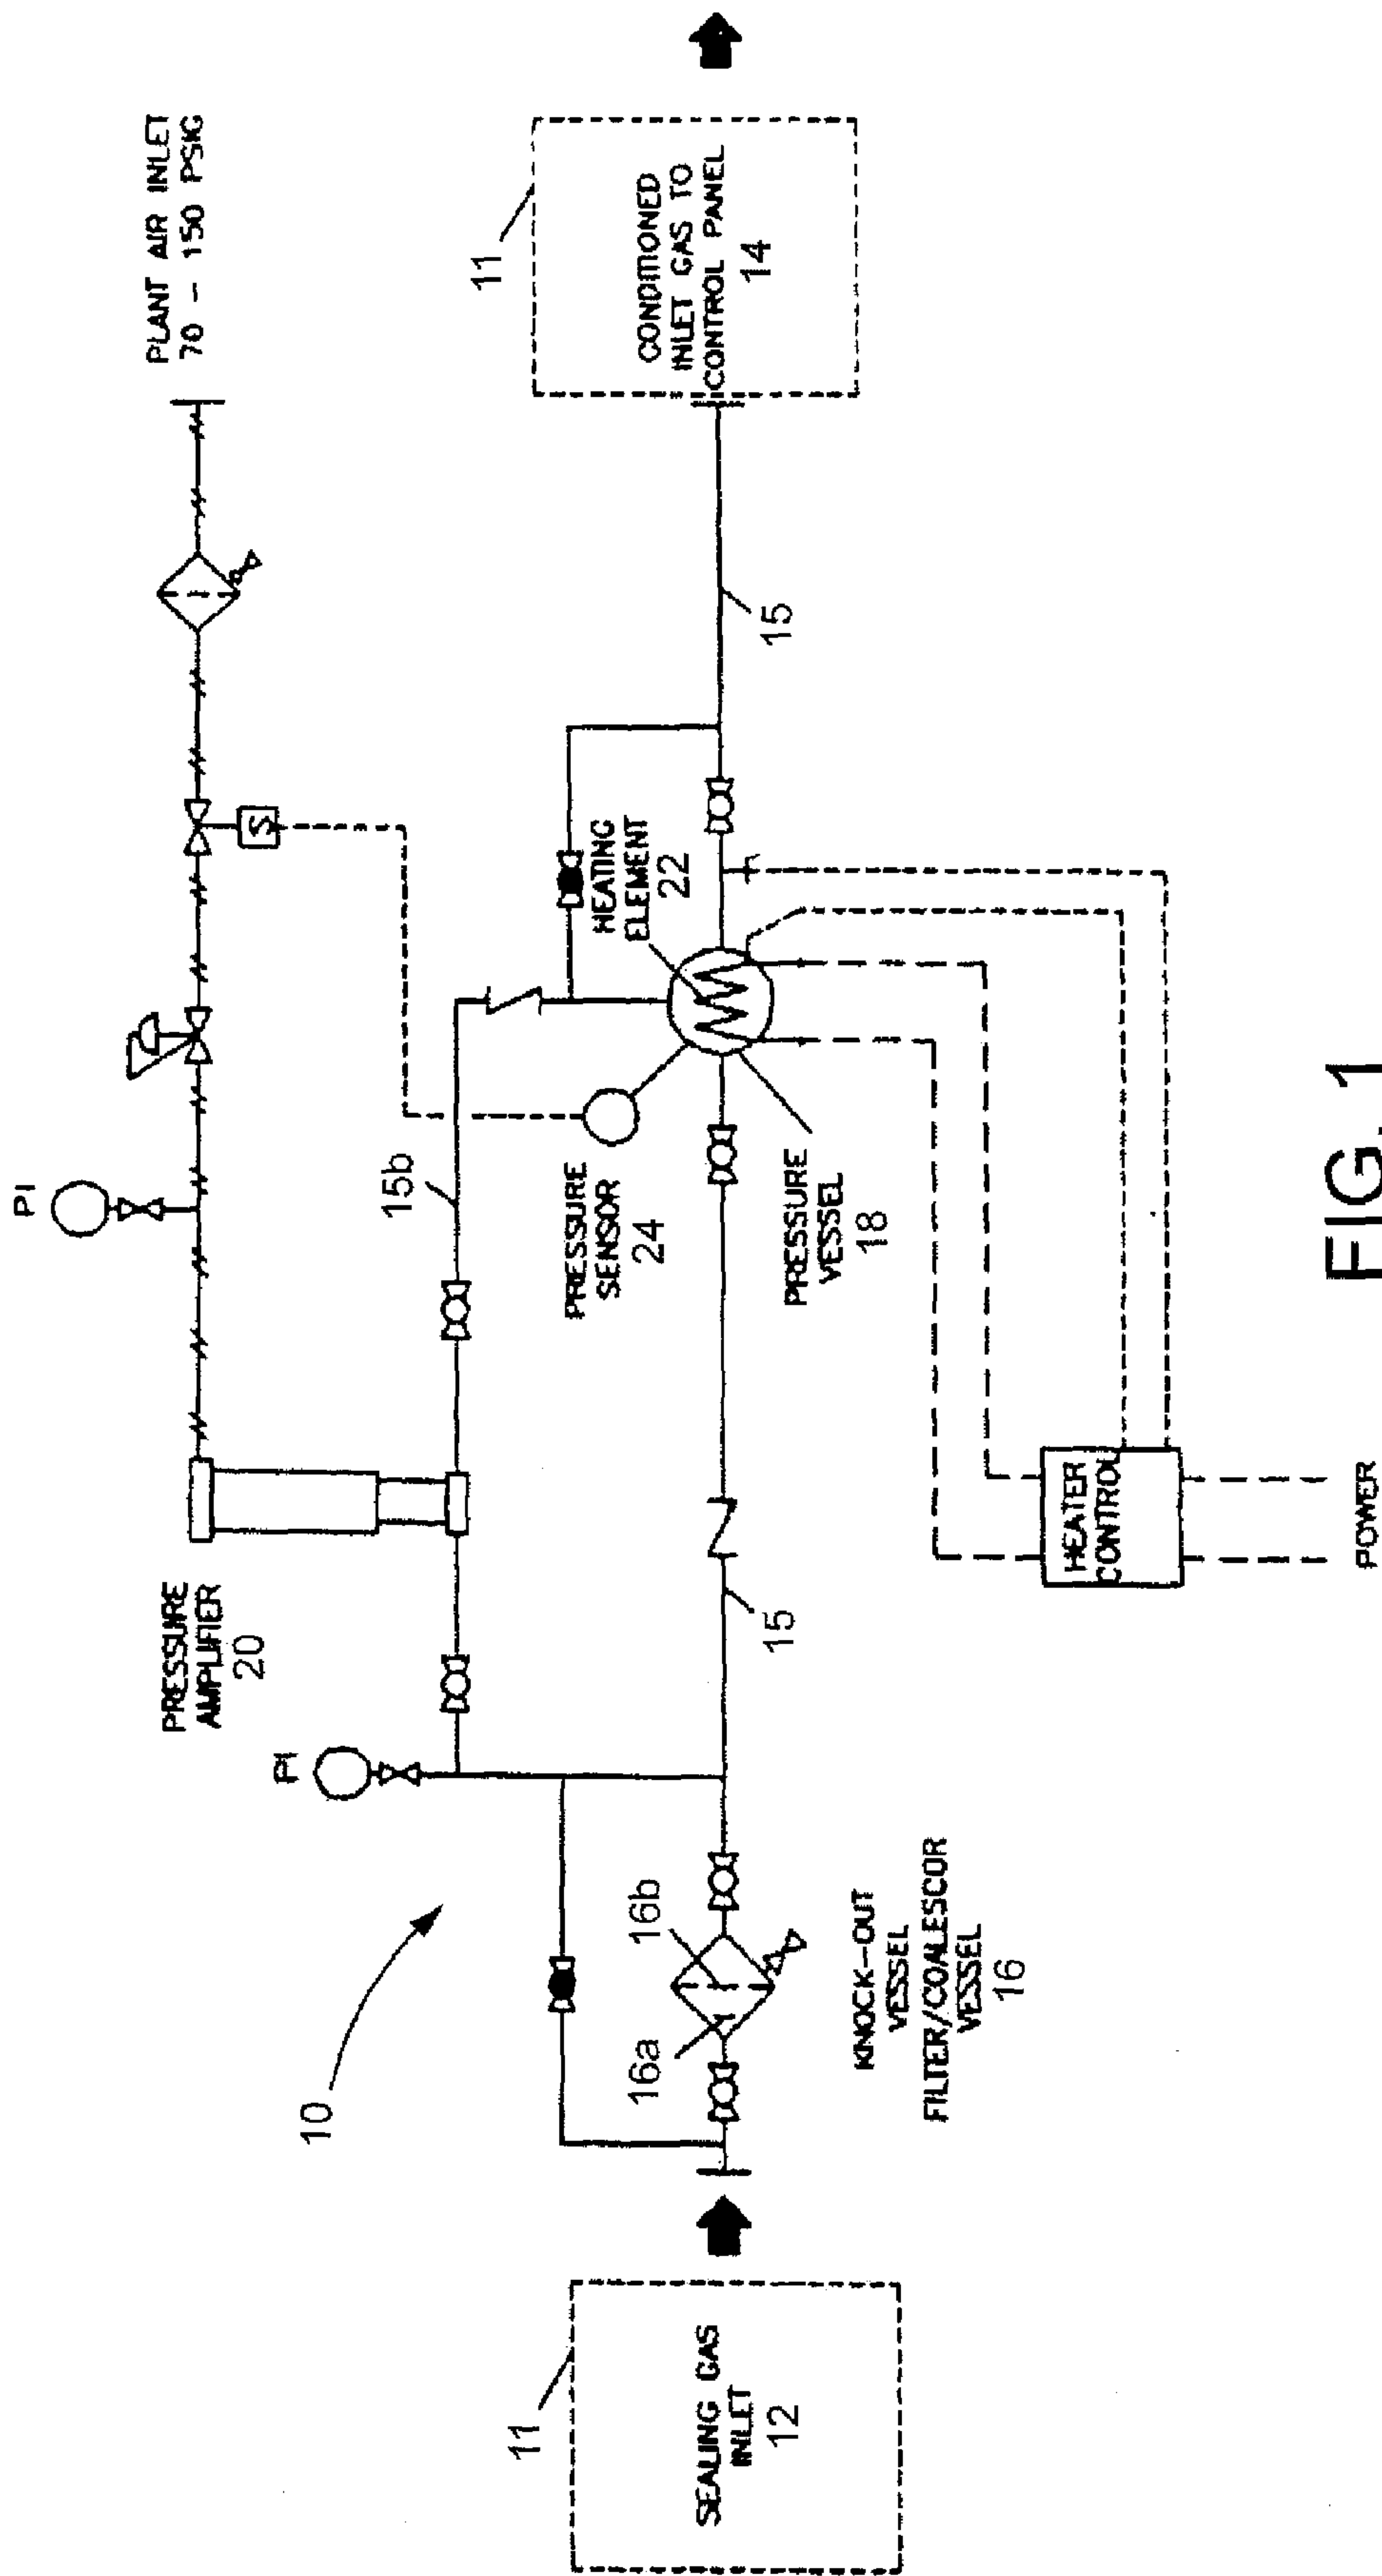 PLANT AIR INLET
70 - 150 PSIG
PI
PRESSURE
AMPLIFIER
20
PI
10
15b
11
CONDITIONED
INLET GAS TO
CONTROL PANEL
14
HEATING
ELEMENT
22
PRESSURE
SENSOR
24
15
15
PRESSURE
VESSEL
18
16a
16b
KNOCK-OUT
VESSEL
FILTER/COALESCOR
VESSEL
16
11
SEALING GAS
INLET
12
S
HEATER
CONTROL
POWER
FIG. 1